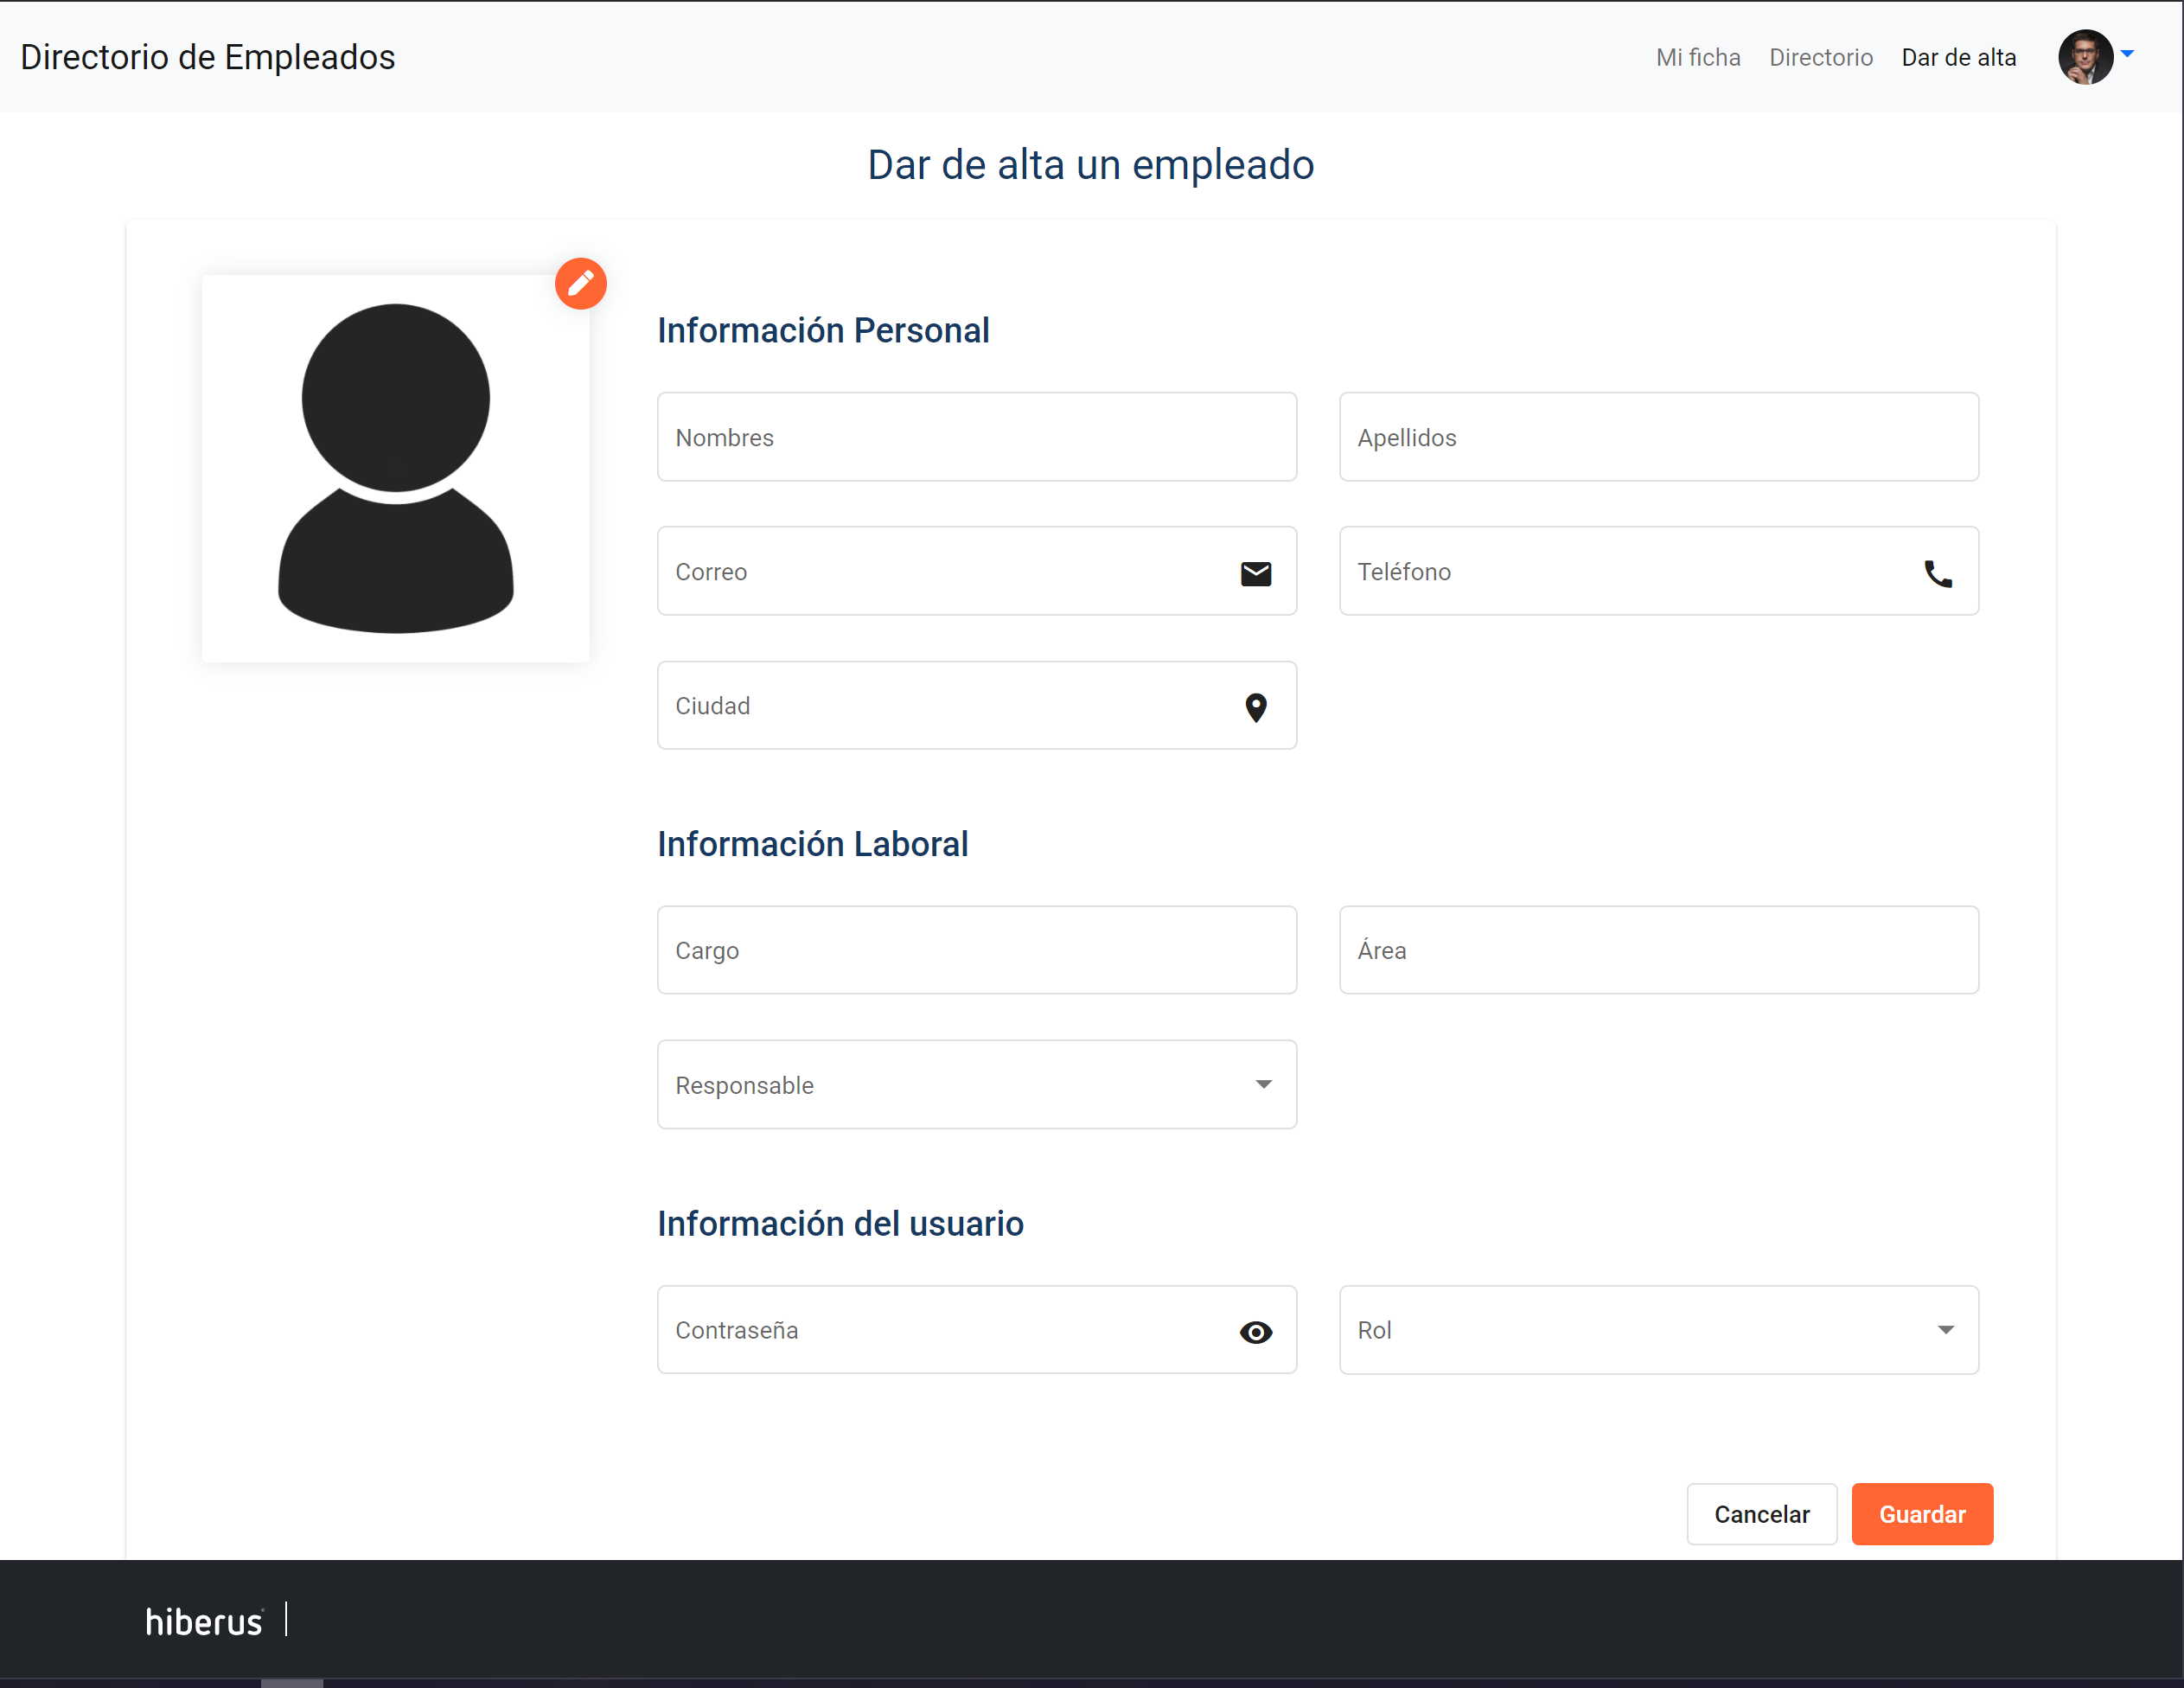 Directorio de Empleados
Mi ficha Directorio Dar de alta
Dar de alta un empleado
Información Personal
Nombres Apellidos
Correo Teléfono
Ciudad
Información Laboral
Cargo Área
Responsable
Información del usuario
Contraseña Rol
Cancelar Guardar
hiberus